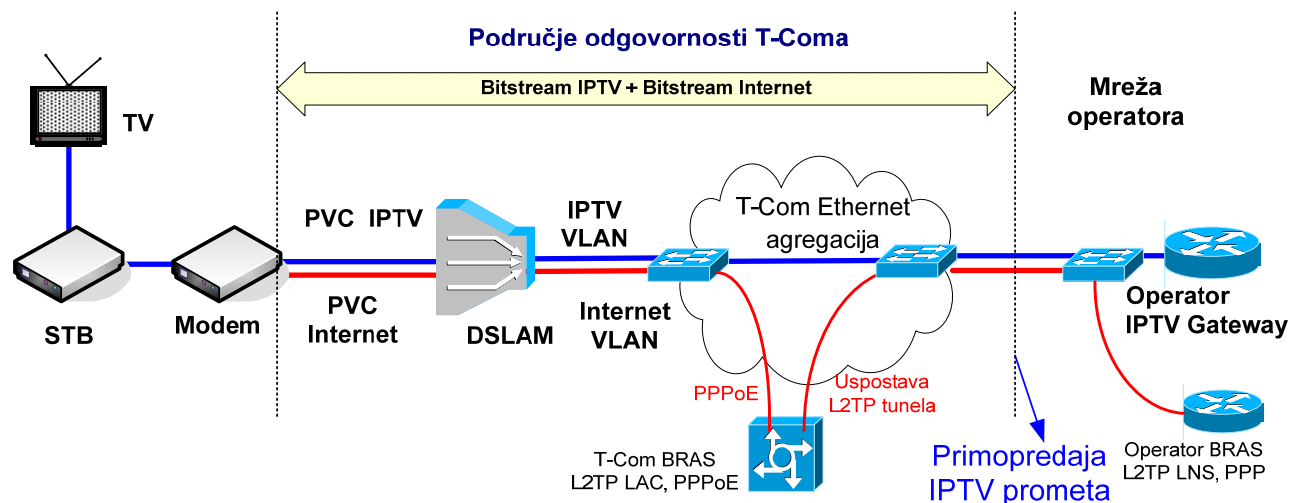 Područje odgovornosti T-Coma
Bitstream IPTV + Bitstream Internet
Mreža
operatora
TV
PVC IPTV
IPTV
VLAN
T-Com Ethernet
agregacija
STB
Modem
PVC
Internet
DSLAM
Internet
VLAN
Operator
IPTV Gateway
PPPoE
Uspostava
L2TP tunela
T-Com BRAS
L2TP LAC, PPPoE
Primopredaja
IPTV prometa
Operator BRAS
L2TP LNS, PPP